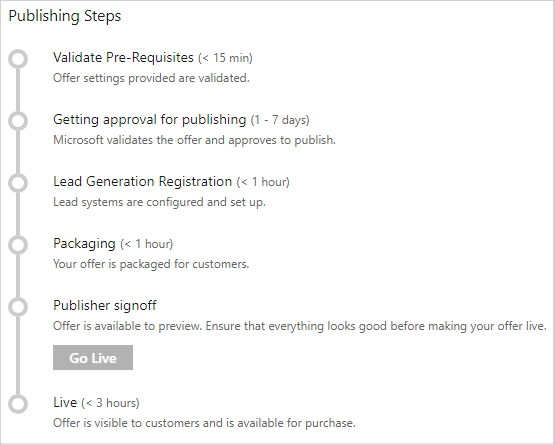 Publishing Steps
Validate Pre-Requisites (< 15 min)
Offer settings provided are validated.
Getting approval for publishing (1 - 7 days)
Microsoft validates the offer and approves to publish.
Lead Generation Registration (< 1 hour)
Lead systems are configured and set up.
Packaging (< 1 hour)
Your offer is packaged for customers.
Publisher signoff
Offer is available to preview. Ensure that everything looks good before making your offer live.
Go Live
Live (< 3 hours)
Offer is visible to customers and is available for purchase.